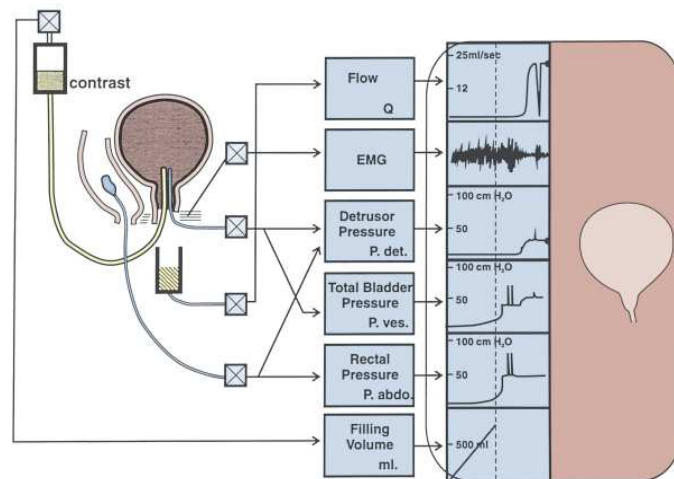 contrast
Flow
Q
EMG
Detrusor
Pressure
P. det.
Total Bladder
Pressure
P. ves.
Rectal
Pressure
P. abdo.
Filling
Volume
ml.
25ml/sec
12
100 cm H₂O
50
100 cm H₂O
50
100 cm H₂O
50
500 ml